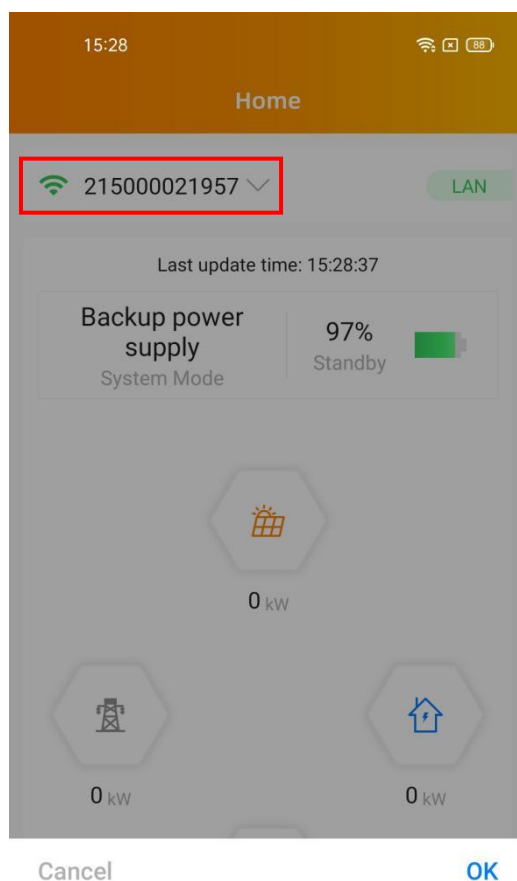 15:28
88
Home
215000021957
LAN
Last update time: 15:28:37
Backup power
supply
System Mode
97%
Standby
0 kW
0 kW
0 kW
Cancel
OK